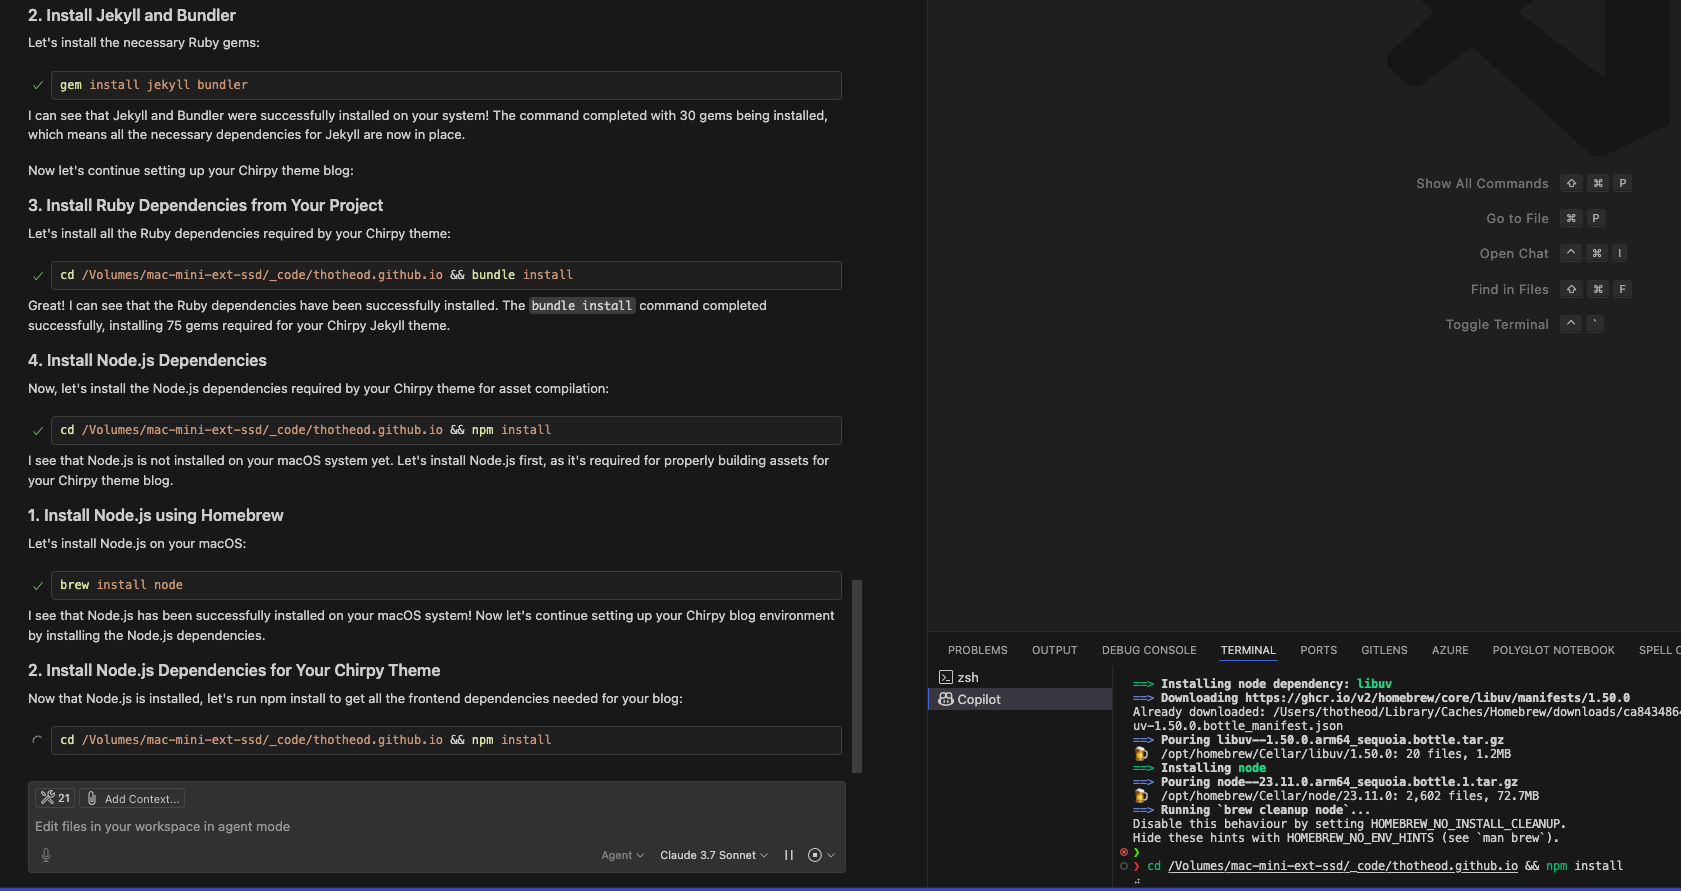 2. Install Jekyll and Bundler
Let's install the necessary Ruby gems:
gem install jekyll bundler
I can see that Jekyll and Bundler were successfully installed on your system! The command completed with 30 gems being installed,
which means all the necessary dependencies for Jekyll are now in place.
Now let's continue setting up your Chirpy theme blog:
3. Install Ruby Dependencies from Your Project
Let's install all the Ruby dependencies required by your Chirpy theme:
cd /Volumes/mac-mini-ext-ssd/_code/thotheod.github.io && bundle install
Great! I can see that the Ruby dependencies have been successfully installed. The bundle install command completed
successfully, installing 75 gems required for your Chirpy Jekyll theme.
4. Install Node.js Dependencies
Now, let's install the Node.js dependencies required by your Chirpy theme for asset compilation:
cd /Volumes/mac-mini-ext-ssd/_code/thotheod.github.io && npm install
I see that Node.js is not installed on your macOS system yet. Let's install Node.js first, as it's required for properly building assets for
your Chirpy theme blog.
1. Install Node.js using Homebrew
Let's install Node.js on your macOS:
brew install node
I see that Node.js has been successfully installed on your macOS system! Now let's continue setting up your Chirpy blog environment
by installing the Node.js dependencies.
2. Install Node.js Dependencies for Your Chirpy Theme
Now that Node.js is installed, let's run npm install to get all the frontend dependencies needed for your blog:
cd /Volumes/mac-mini-ext-ssd/_code/thotheod.github.io && npm install
21 Add Context...
Edit files in your workspace in agent mode
Agent Claude 3.7 Sonnet
Show All Commands ⇧ ⌘ P
Go to File ⌘ P
Open Chat ^ ⌘ I
Find in Files ⇧ ⌘ F
Toggle Terminal ^ `
PROBLEMS OUTPUT DEBUG CONSOLE TERMINAL PORTS GITLENS AZURE POLYGLOT NOTEBOOK SPELL C
zsh
Copilot
==> Installing node dependency: libuv
==> Downloading https://ghcr.io/v2/homebrew/core/libuv/manifests/1.50.0
Already downloaded: /Users/thotheod/Library/Caches/Homebrew/downloads/ca843486
uv-1.50.0.bottle_manifest.json
==> Pouring libuv--1.50.0.arm64_sequoia.bottle.tar.gz
🍺 /opt/homebrew/Cellar/libuv/1.50.0: 20 files, 1.2MB
==> Installing node
==> Pouring node--23.11.0.arm64_sequoia.bottle.1.tar.gz
🍺 /opt/homebrew/Cellar/node/23.11.0: 2,602 files, 72.7MB
==> Running `brew cleanup node`...
Disable this behaviour by setting HOMEBREW_NO_INSTALL_CLEANUP.
Hide these hints with HOMEBREW_NO_ENV_HINTS (see `man brew`).
❯
❯ cd /Volumes/mac-mini-ext-ssd/_code/thotheod.github.io && npm install